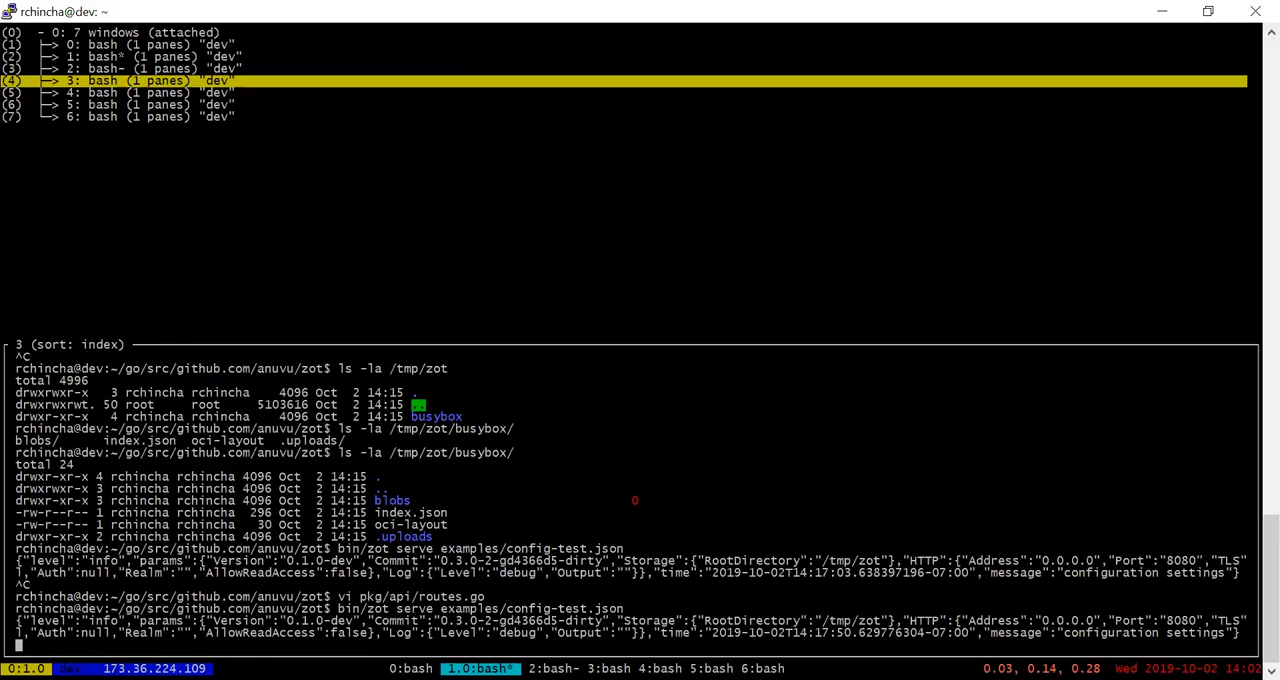 rchincha@dev: ~
(0)  - 0: 7 windows (attached)
(1)  ├─> 0: bash (1 panes) "dev"
(2)  ├─> 1: bash* (1 panes) "dev"
(3)  ├─> 2: bash- (1 panes) "dev"
(4)  ├─> 3: bash (1 panes) "dev"
(5)  ├─> 4: bash (1 panes) "dev"
(6)  ├─> 5: bash (1 panes) "dev"
(7)  └─> 6: bash (1 panes) "dev"
3 (sort: index)
^C
rchincha@dev:~/go/src/github.com/anuvu/zot$ ls -la /tmp/zot
total 4996
drwxrwxr-x  3 rchincha rchincha    4096 Oct  2 14:15 .
drwxrwxrwt. 50 root     root     5103616 Oct  2 14:15 ..
drwxr-xr-x  4 rchincha rchincha    4096 Oct  2 14:15 busybox
rchincha@dev:~/go/src/github.com/anuvu/zot$ ls -la /tmp/zot/busybox/
blobs/      index.json  oci-layout  .uploads/
rchincha@dev:~/go/src/github.com/anuvu/zot$ ls -la /tmp/zot/busybox/
total 24
drwxr-xr-x 4 rchincha rchincha 4096 Oct  2 14:15 .
drwxrwxr-x 3 rchincha rchincha 4096 Oct  2 14:15 ..
drwxr-xr-x 3 rchincha rchincha 4096 Oct  2 14:15 blobs
0
-rw-r--r-- 1 rchincha rchincha  296 Oct  2 14:15 index.json
-rw-r--r-- 1 rchincha rchincha   30 Oct  2 14:15 oci-layout
drwxr-xr-x 2 rchincha rchincha 4096 Oct  2 14:15 .uploads
rchincha@dev:~/go/src/github.com/anuvu/zot$ bin/zot serve examples/config-test.json
{"level":"info","params":{"Version":"0.1.0-dev","Commit":"0.3.0-2-gd4366d5-dirty","Storage":{"RootDirectory":"/tmp/zot"},"HTTP":{"Address":"0.0.0.0","Port":"8080","TLS"
l,"Auth":null,"Realm":"","AllowReadAccess":false},"Log":{"Level":"debug","Output":""}},"time":"2019-10-02T14:17:03.638397196-07:00","message":"configuration settings"}
^C
rchincha@dev:~/go/src/github.com/anuvu/zot$ vi pkg/api/routes.go
rchincha@dev:~/go/src/github.com/anuvu/zot$ bin/zot serve examples/config-test.json
{"level":"info","params":{"Version":"0.1.0-dev","Commit":"0.3.0-2-gd4366d5-dirty","Storage":{"RootDirectory":"/tmp/zot"},"HTTP":{"Address":"0.0.0.0","Port":"8080","TLS"
l,"Auth":null,"Realm":"","AllowReadAccess":false},"Log":{"Level":"debug","Output":""}},"time":"2019-10-02T14:17:50.629776304-07:00","message":"configuration settings"}
0:1.0 dev 173.36.224.109 0:bash 1.0:bash* 2:bash- 3:bash 4:bash 5:bash 6:bash 0.03, 0.14, 0.28 Wed 2019-10-02 14:02